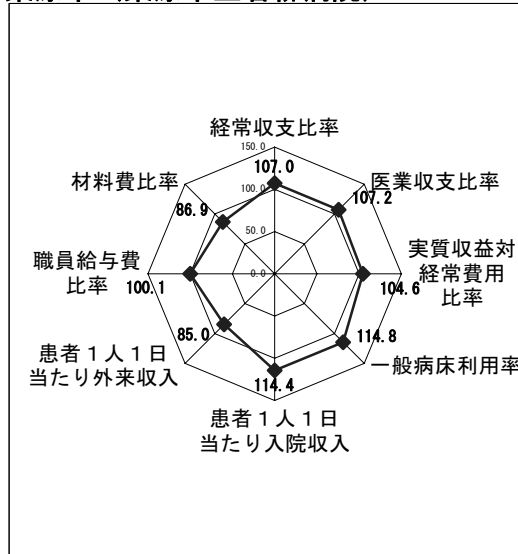 経常収支比率
150.0
107.0
100.0
50.0
0.0
医業収支比率
107.2
実質収益対
経常費用
比率
104.6
114.8
一般病床利用率
114.4
患者１人１日
当たり入院収入
85.0
患者１人１日
当たり外来収入
職員給与費
比率
100.1
材料費比率
86.9